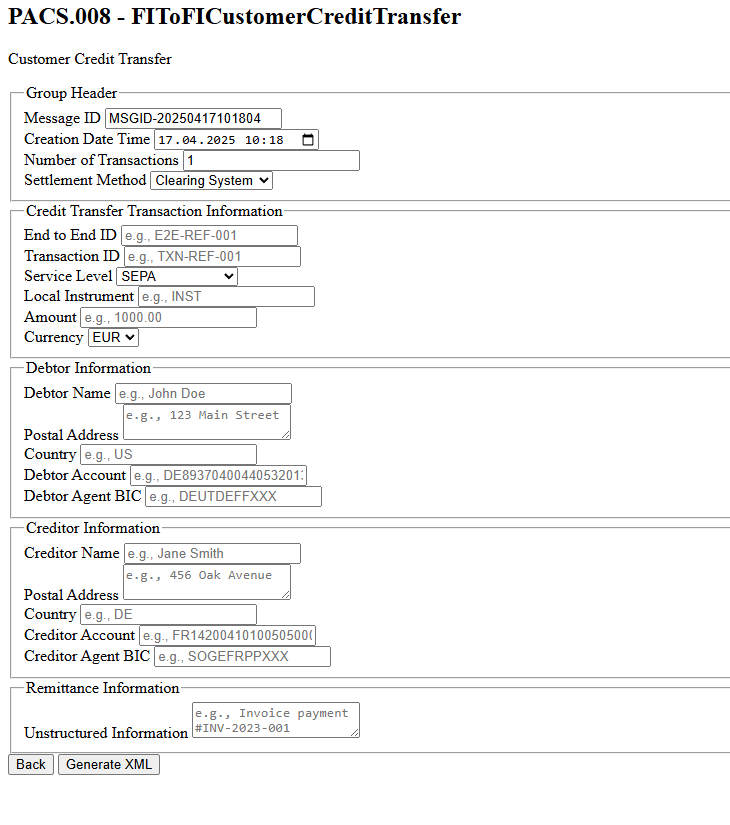 PACS.008 - FIToFICustomerCreditTransfer
Customer Credit Transfer
Group Header
Message ID MSGID-20250417101804
Creation Date Time 17.04.2025 10:18
Number of Transactions 1
Settlement Method Clearing System
Credit Transfer Transaction Information
End to End ID e.g., E2E-REF-001
Transaction ID e.g., TXN-REF-001
Service Level SEPA
Local Instrument e.g., INST
Amount e.g., 1000.00
Currency EUR
Debtor Information
Debtor Name e.g., John Doe
e.g., 123 Main Street
Postal Address
Country e.g., US
Debtor Account e.g., DE8937040044053201
Debtor Agent BIC e.g., DEUTDEFFXXX
Creditor Information
Creditor Name e.g., Jane Smith
e.g., 456 Oak Avenue
Postal Address
Country e.g., DE
Creditor Account e.g., FR1420041010050500
Creditor Agent BIC e.g., SOGEFRPPXXX
Remittance Information
e.g., Invoice payment
Unstructured Information #INV-2023-001
Back Generate XML